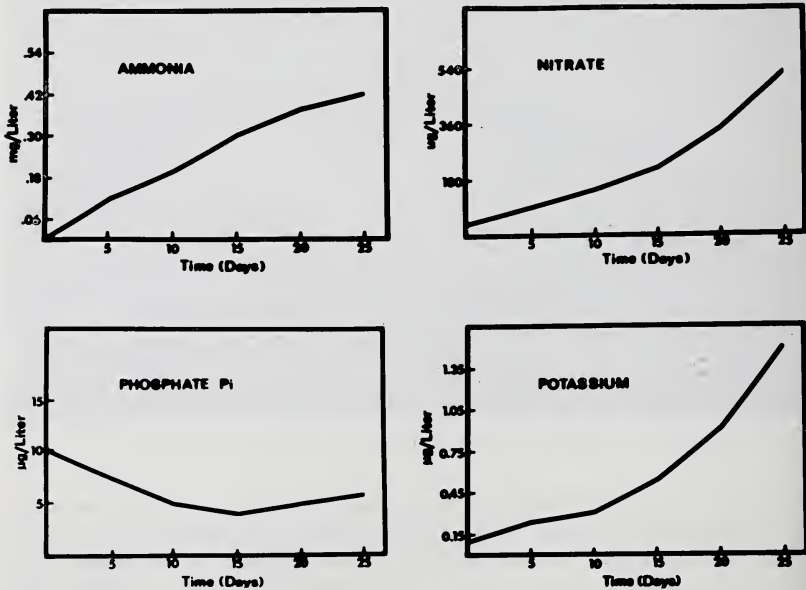 AMMONIA
mg/Liter
.54
.42
.30
.18
5
10
15
20
25
Time (Days)
NITRATE
ug/Liter
540
360
180
5
10
15
20
25
Time (Days)
PHOSPHATE Pi
µg/Liter
15
10
5
5
10
15
20
25
Time (Days)
POTASSIUM
µg/Liter
1.35
1.05
0.75
0.45
0.15
5
10
15
20
25
Time (Days)